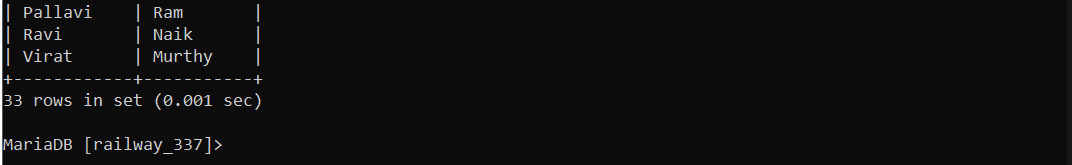 | Pallavi    | Ram       |
| Ravi       | Naik      |
| Virat      | Murthy    |
+------------+-----------+
33 rows in set (0.001 sec)
MariaDB [railway_337]>